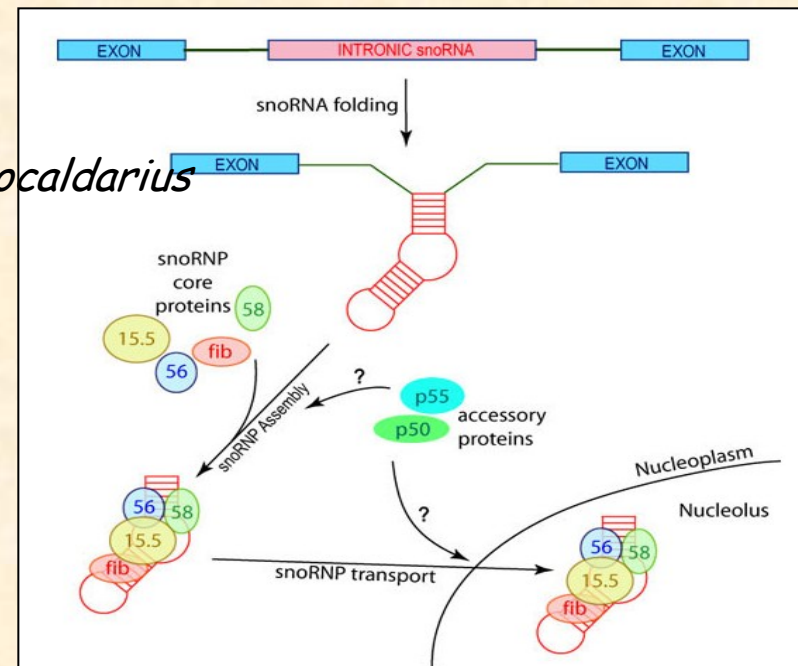 EXON INTRONIC snoRNA EXON
snoRNA folding
ocaldarius
EXON EXON
snoRNP
core
proteins
58
15.5
fib
56
?
snoRNP Assembly
p55
p50
accessory
proteins
Nucleoplasm
Nucleolus
56 58
15.5
fib
?
snoRNP transport
56 58
15.5
fib